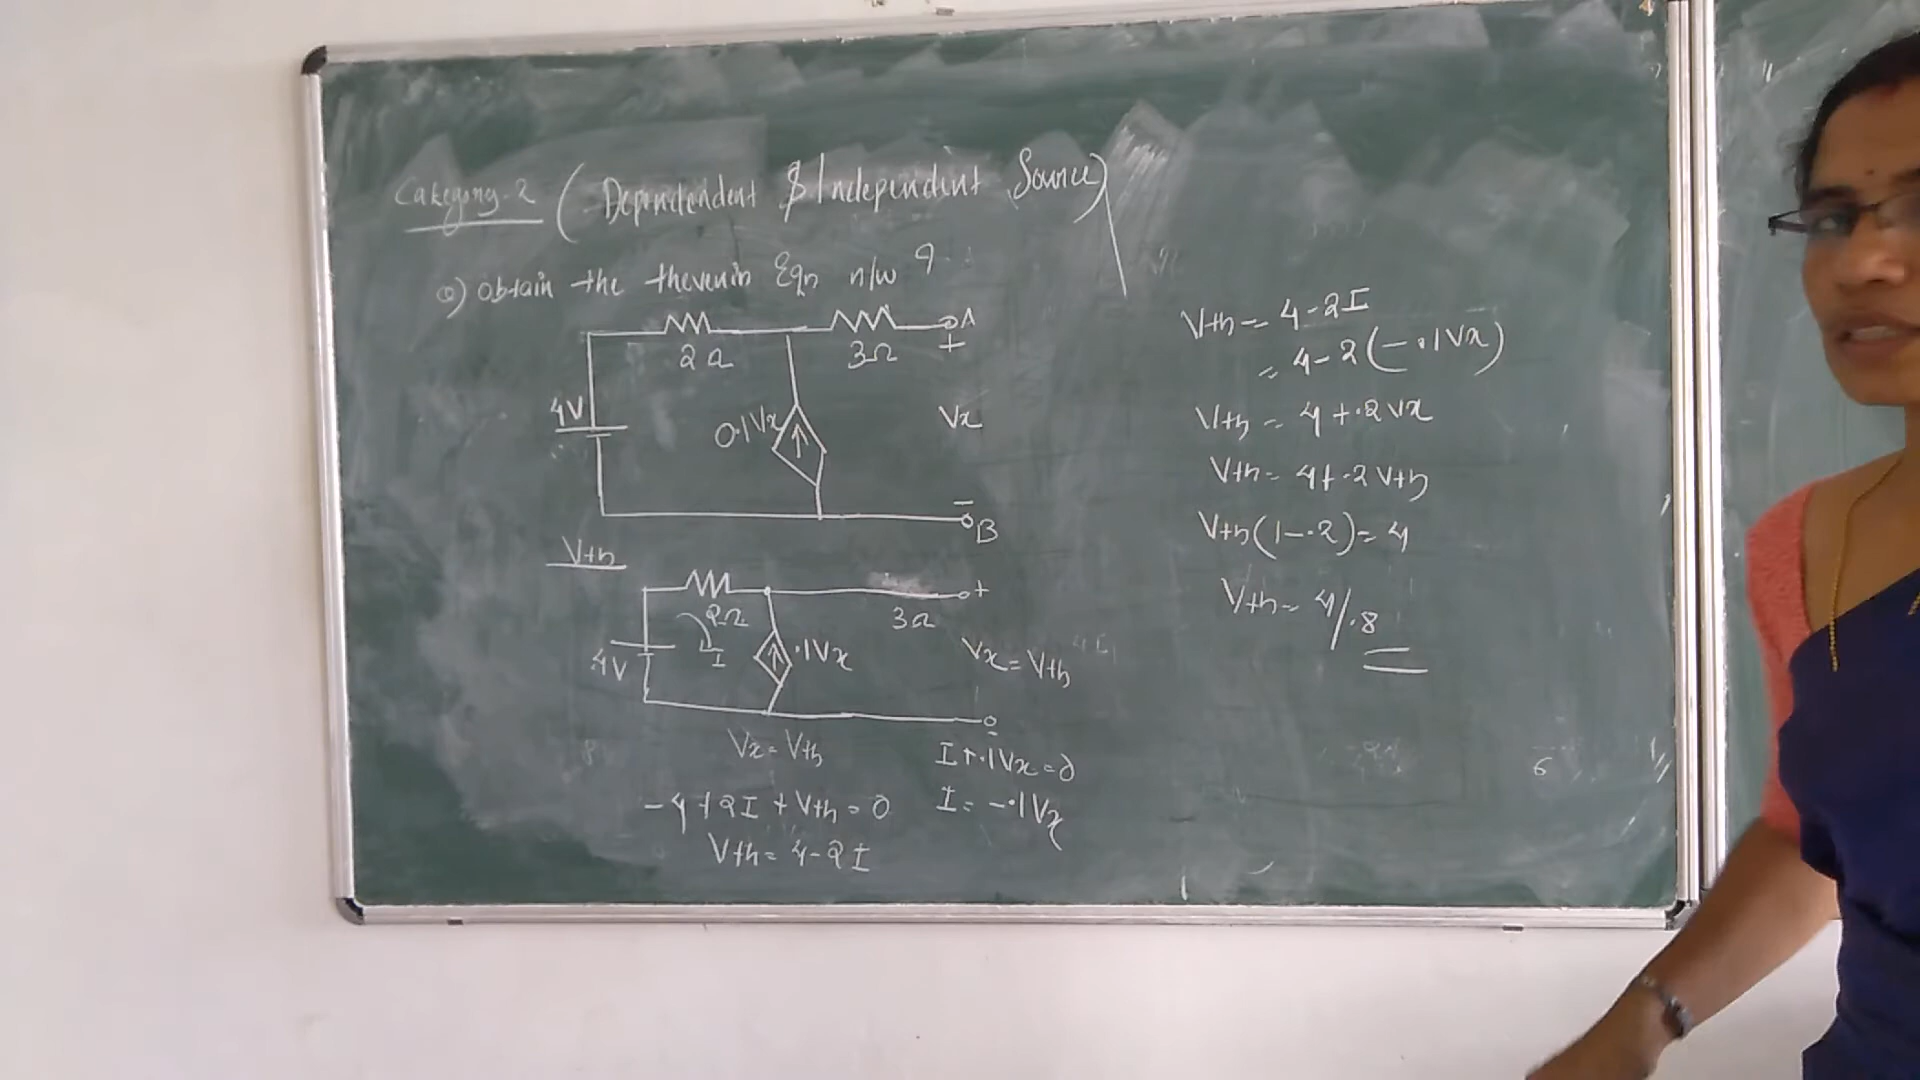 Category-2 (Dependendent & Independent Source)
Q) obtain the thevenin Eqn n/w ?
2Ω
3Ω
A
+
4V
0.1Vx
Vx
-
B
Vth
2Ω
3Ω
+
4V
I
.1Vx
Vx = Vth
-
Vx = Vth
I + .1Vx = 0
-4 + 2I + Vth = 0
I = -.1Vx
Vth = 4-2I
Vth = 4-2I
= 4-2(-.1Vx)
Vth = 4+.2Vx
Vth = 4+.2Vth
Vth(1-.2) = 4
Vth = 4/.8
6